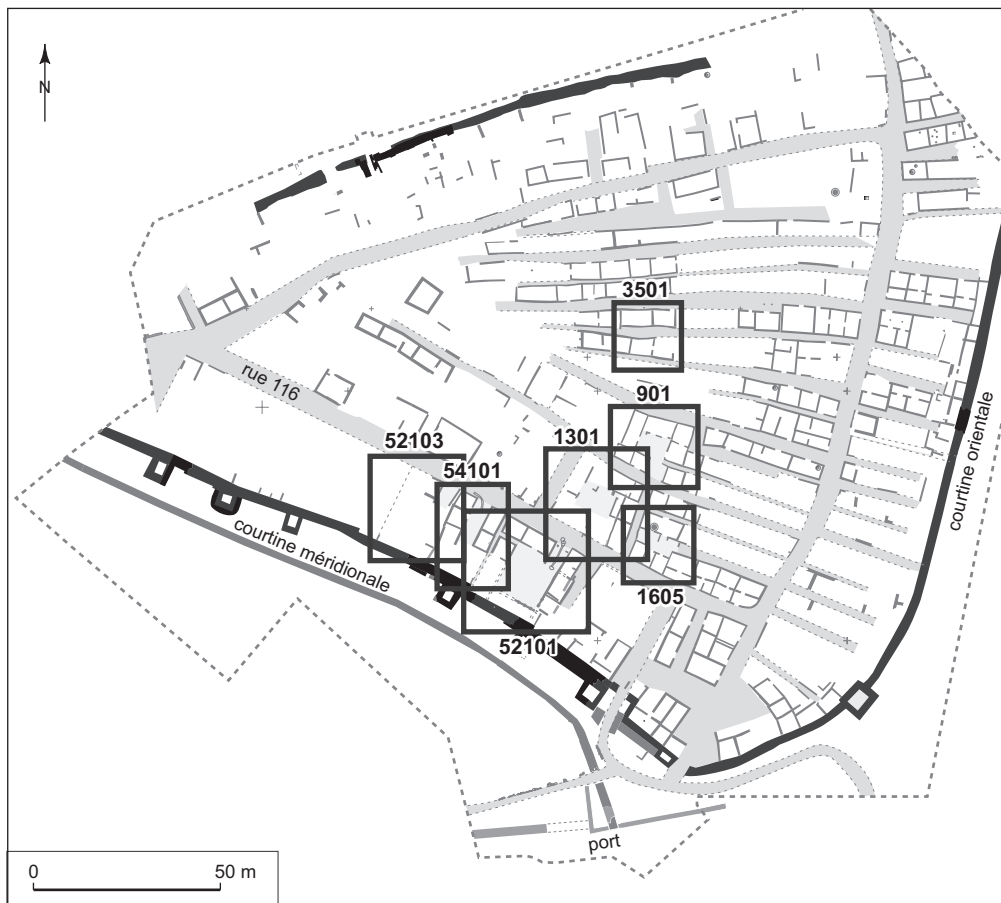 N
3501
rue 116
901
52103
1301
54101
courtine orientale
courtine méridionale
1605
52101
port
0
50 m